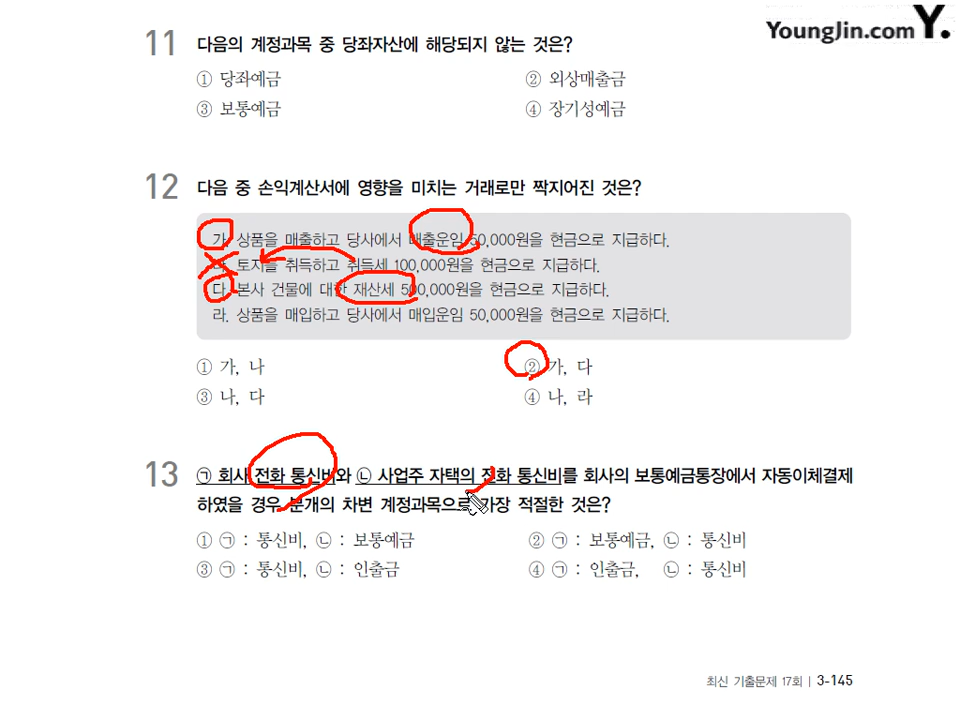 YoungJin.com Y.
11 다음의 계정과목 중 당좌자산에 해당되지 않는 것은?
① 당좌예금 ② 외상매출금
③ 보통예금 ④ 장기성예금
12 다음 중 손익계산서에 영향을 미치는 거래로만 짝지어진 것은?
가. 상품을 매출하고 당사에서 매출운임 50,000원을 현금으로 지급하다.
나. 토지를 취득하고 취득세 100,000원을 현금으로 지급하다.
다. 본사 건물에 대한 재산세 500,000원을 현금으로 지급하다.
라. 상품을 매입하고 당사에서 매입운임 50,000원을 현금으로 지급하다.
① 가, 나 ② 가, 다
③ 나, 다 ④ 나, 라
13 ㉠ 회사 전화 통신비와 ㉡ 사업주 자택의 전화 통신비를 회사의 보통예금통장에서 자동이체결제
하였을 경우 분개의 차변 계정과목으로 가장 적절한 것은?
① ㉠ : 통신비, ㉡ : 보통예금 ② ㉠ : 보통예금, ㉡ : 통신비
③ ㉠ : 통신비, ㉡ : 인출금 ④ ㉠ : 인출금, ㉡ : 통신비
최신 기출문제 17회 | 3-145